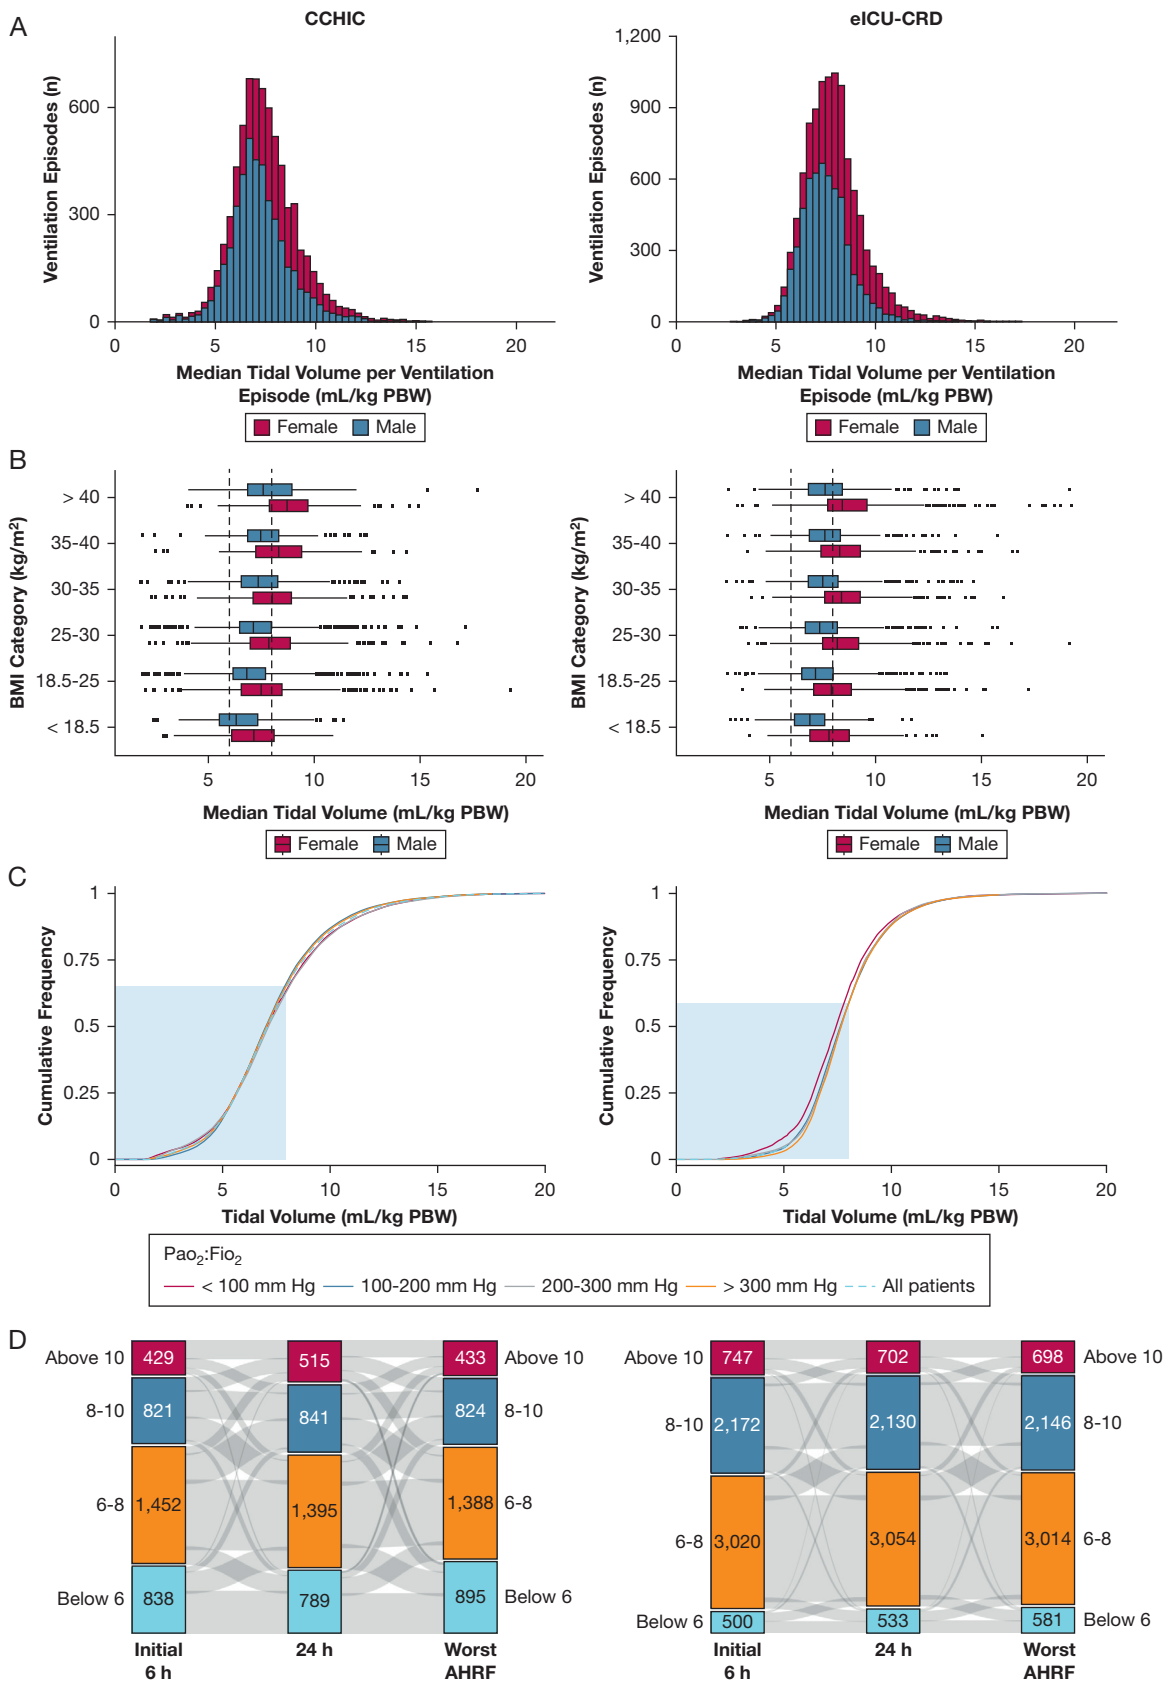 A
CCHIC
eICU-CRD
Ventilation Episodes (n)
600
300
0
0 5 10 15 20
Median Tidal Volume per Ventilation
Episode (mL/kg PBW)
Female Male
Ventilation Episodes (n)
1,200
900
600
300
0
0 5 10 15 20
Median Tidal Volume per Ventilation
Episode (mL/kg PBW)
Female Male
B
BMI Category (kg/m²)
> 40
35-40
30-35
25-30
18.5-25
< 18.5
5 10 15 20
Median Tidal Volume (mL/kg PBW)
Female Male
BMI Category (kg/m²)
> 40
35-40
30-35
25-30
18.5-25
< 18.5
5 10 15 20
Median Tidal Volume (mL/kg PBW)
Female Male
C
Cumulative Frequency
1
0.75
0.5
0.25
0
0 5 10 15 20
Tidal Volume (mL/kg PBW)
Cumulative Frequency
1
0.75
0.5
0.25
0
0 5 10 15 20
Tidal Volume (mL/kg PBW)
Pao₂:Fio₂
< 100 mm Hg 100-200 mm Hg 200-300 mm Hg > 300 mm Hg All patients
D
Above 10 429 515 433 Above 10
8-10 821 841 824 8-10
6-8 1,452 1,395 1,388 6-8
Below 6 838 789 895 Below 6
Initial 24 h Worst
6 h AHRF
Above 10 747 702 698 Above 10
8-10 2,172 2,130 2,146 8-10
6-8 3,020 3,054 3,014 6-8
Below 6 500 533 581 Below 6
Initial 24 h Worst
6 h AHRF